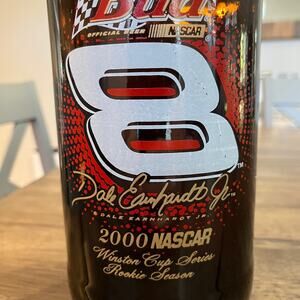 Bud
OFFICIAL BEER NASCAR
8
Dale Earnhardt Jr.
DALE EARNHARDT JR.
2000 NASCAR
Winston Cup Series
Rookie Season